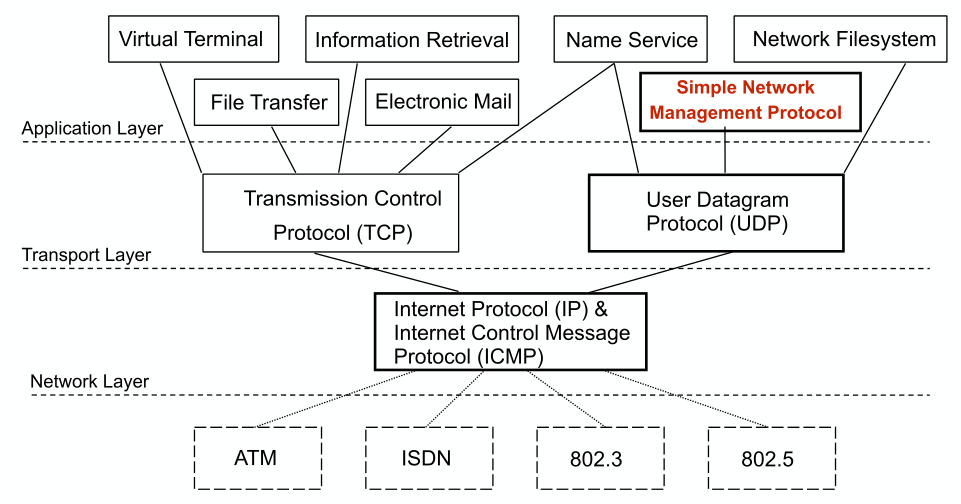 Virtual Terminal
Information Retrieval
Name Service
Network Filesystem
File Transfer
Electronic Mail
Simple Network
Management Protocol
Application Layer
Transmission Control
Protocol (TCP)
User Datagram
Protocol (UDP)
Transport Layer
Internet Protocol (IP) &
Internet Control Message
Protocol (ICMP)
Network Layer
ATM
ISDN
802.3
802.5